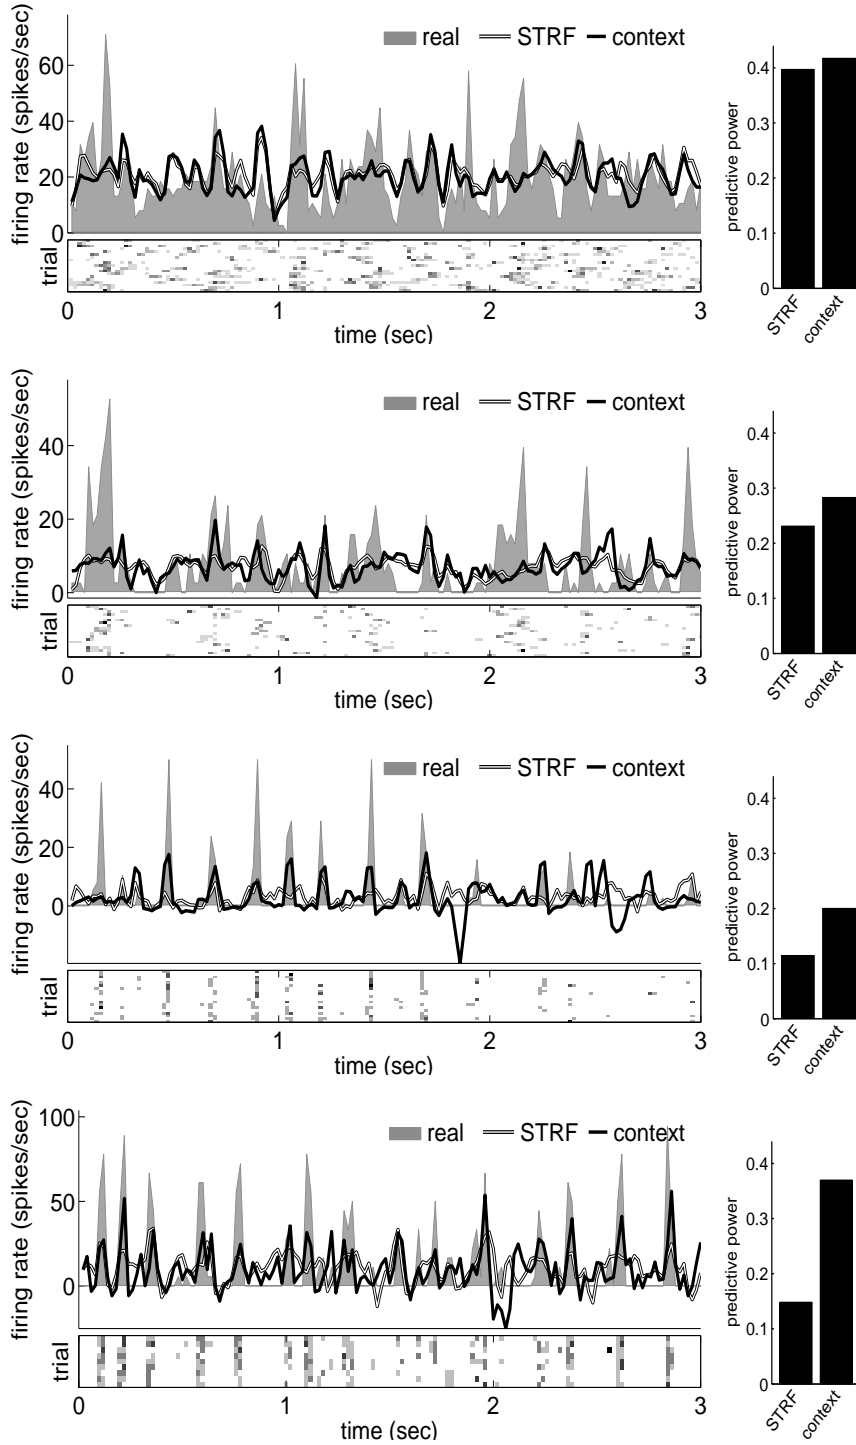 firing rate (spikes/sec)
60
40
20
0
real STRF context
trial
0 1 2 3
time (sec)
predictive power
0.4
0.3
0.2
0.1
0
STRF context
firing rate (spikes/sec)
40
20
0
real STRF context
trial
0 1 2 3
time (sec)
predictive power
0.4
0.3
0.2
0.1
0
STRF context
firing rate (spikes/sec)
40
20
0
real STRF context
trial
0 1 2 3
time (sec)
predictive power
0.4
0.3
0.2
0.1
0
STRF context
firing rate (spikes/sec)
100
50
0
real STRF context
trial
0 1 2 3
time (sec)
predictive power
0.4
0.3
0.2
0.1
0
STRF context